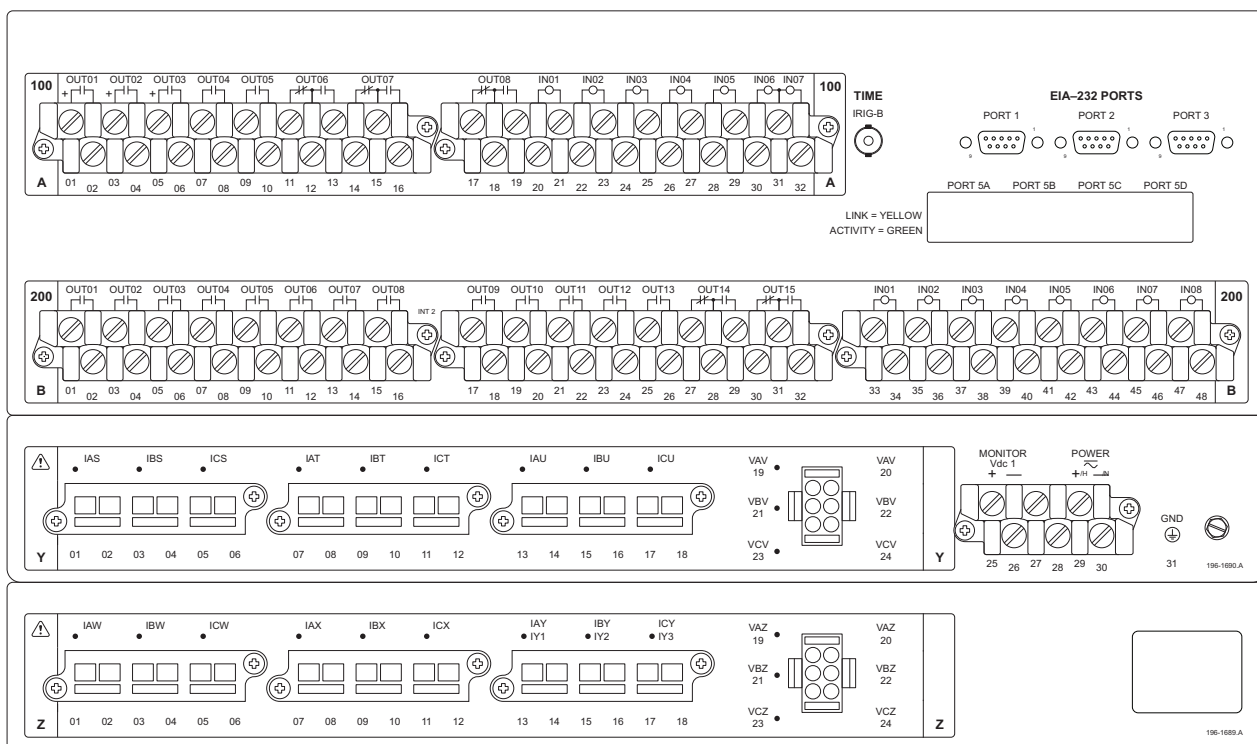 100 OUT01 OUT02 OUT03 OUT04 OUT05 OUT06 OUT07 OUT08 IN01 IN02 IN03 IN04 IN05 IN06 IN07 100
+ + +
A 01 02 03 04 05 06 07 08 09 10 11 12 13 14 15 16 17 18 19 20 21 22 23 24 25 26 27 28 29 30 31 32 A
TIME
IRIG-B
EIA–232 PORTS
PORT 1 PORT 2 PORT 3
1 1 1
9 9
PORT 5A PORT 5B PORT 5C PORT 5D
LINK = YELLOW
ACTIVITY = GREEN
200 OUT01 OUT02 OUT03 OUT04 OUT05 OUT06 OUT07 OUT08 OUT09 OUT10 OUT11 OUT12 OUT13 OUT14 OUT15 IN01 IN02 IN03 IN04 IN05 IN06 IN07 IN08 200
INT 2
B 01 02 03 04 05 06 07 08 09 10 11 12 13 14 15 16 17 18 19 20 21 22 23 24 25 26 27 28 29 30 31 32 33 34 35 36 37 38 39 40 41 42 43 44 45 46 47 48 B
IAS IBS ICS IAT IBT ICT IAU IBU ICU
VAV
19
VAV
20
VBV
21
VBV
22
VCV
23
VCV
24
Y 01 02 03 04 05 06 07 08 09 10 11 12 13 14 15 16 17 18 Y
MONITOR
Vdc 1
+ —
POWER
+/H —/N
25 26 27 28 29 30
GND
31
196-1690.A
IAW IBW ICW IAX IBX ICX IAY IBY ICY
IY1 IY2 IY3
VAZ
19
VAZ
20
VBZ
21
VBZ
22
VCZ
23
VCZ
24
Z 01 02 03 04 05 06 07 08 09 10 11 12 13 14 15 16 17 18 Z
196-1689.A